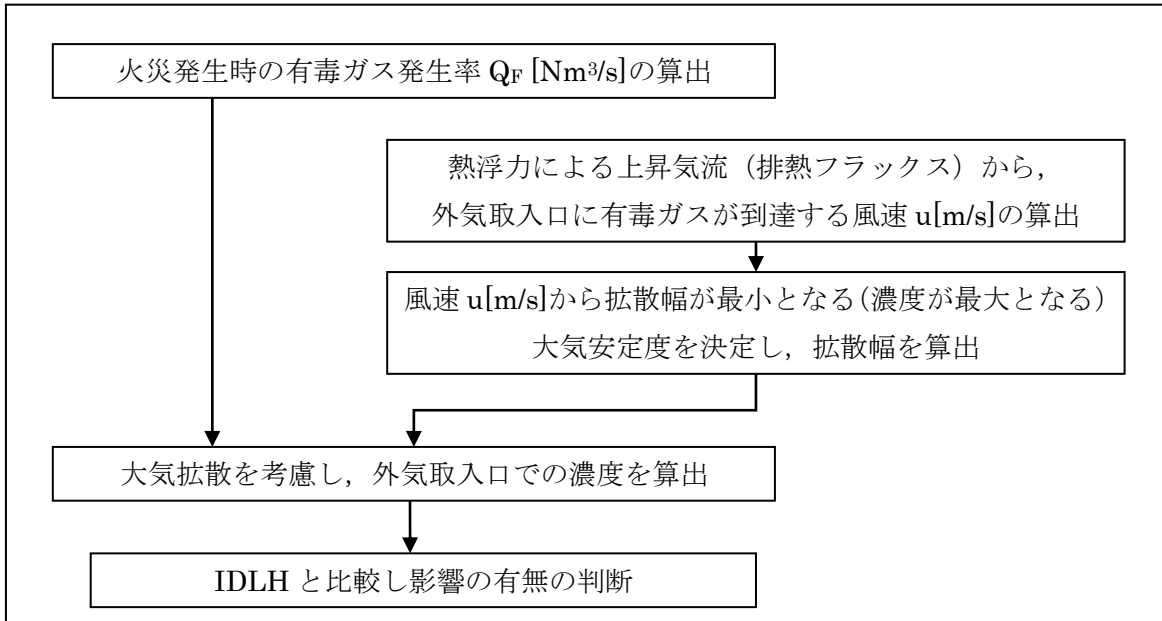 火災発生時の有毒ガス発生率 QF [Nm³/s]の算出
熱浮力による上昇気流（排熱フラックス）から，
外気取入口に有毒ガスが到達する風速 u[m/s]の算出
風速 u[m/s]から拡散幅が最小となる（濃度が最大となる）
大気安定度を決定し，拡散幅を算出
大気拡散を考慮し，外気取入口での濃度を算出
IDLH と比較し影響の有無の判断